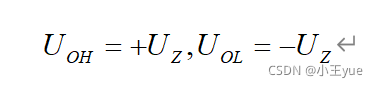 U_OH = +U_Z, U_OL = −U_Z ↵
CSDN @小王yue